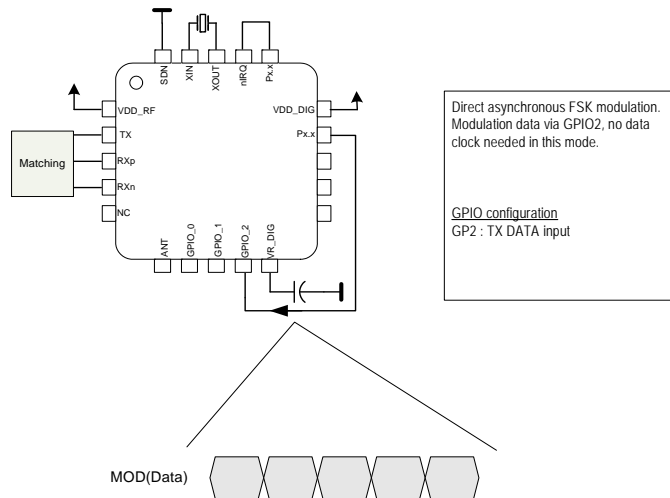 SDN
XIN
XOUT
nIRQ
Px.x
VDD_RF
TX
RXp
RXn
NC
Matching
VDD_DIG
Px.x
ANT
GPIO_0
GPIO_1
GPIO_2
VR_DIG
Direct asynchronous FSK modulation.
Modulation data via GPIO2, no data
clock needed in this mode.
GPIO configuration
GP2 : TX DATA input
MOD(Data)